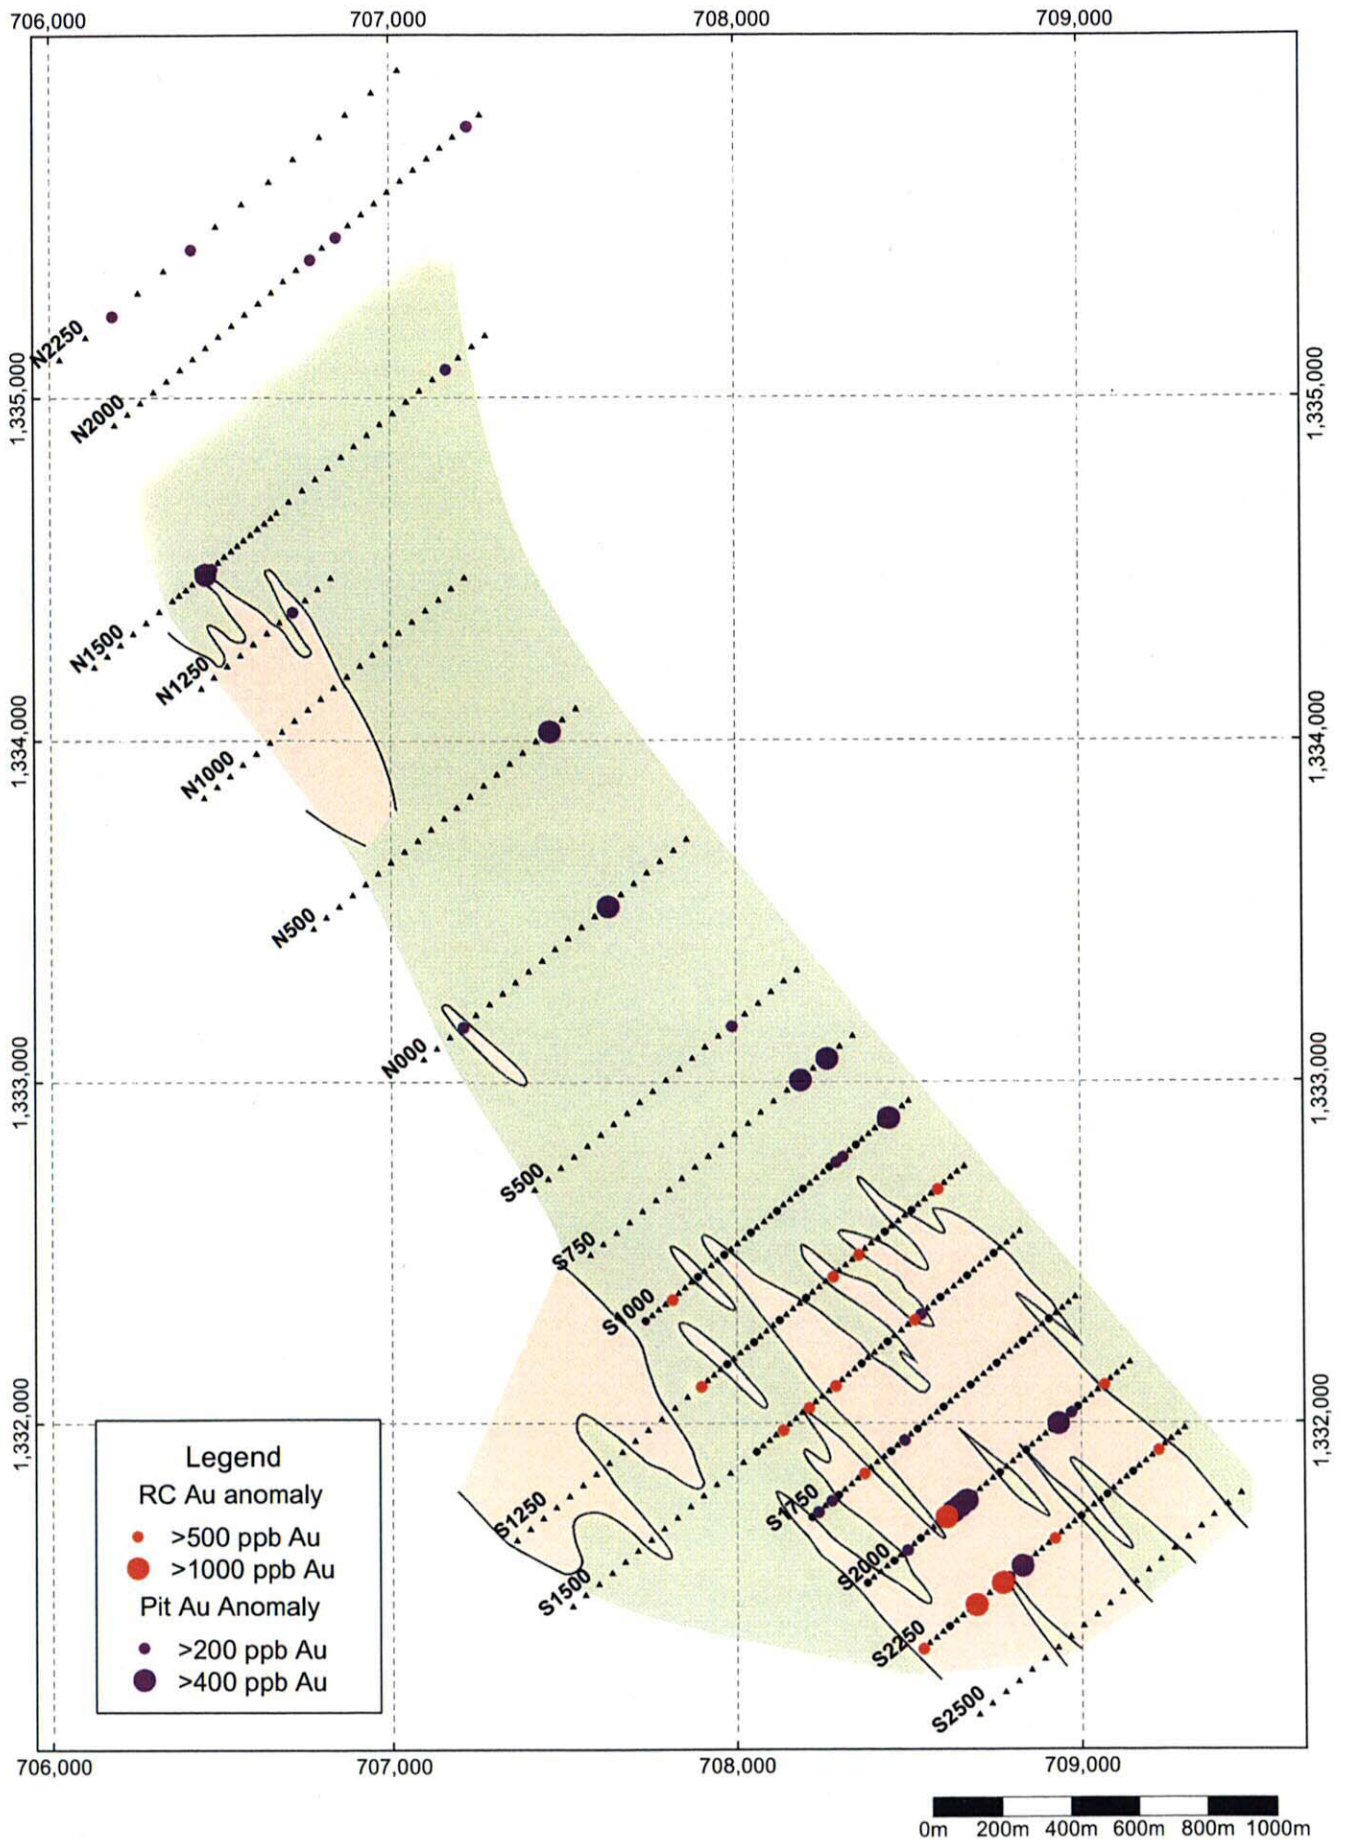 706,000 707,000 708,000 709,000
N2250
N2000
1,335,000 1,335,000
N1500
N1250
N1000
1,334,000 1,334,000
N500
N000
1,333,000 1,333,000
S500
S750
S1000
1,332,000 1,332,000
S1250
S1500
S1750
S2000
S2250
S2500
Legend
RC Au anomaly
>500 ppb Au
>1000 ppb Au
Pit Au Anomaly
>200 ppb Au
>400 ppb Au
706,000 707,000 708,000 709,000
0m 200m 400m 600m 800m 1000m